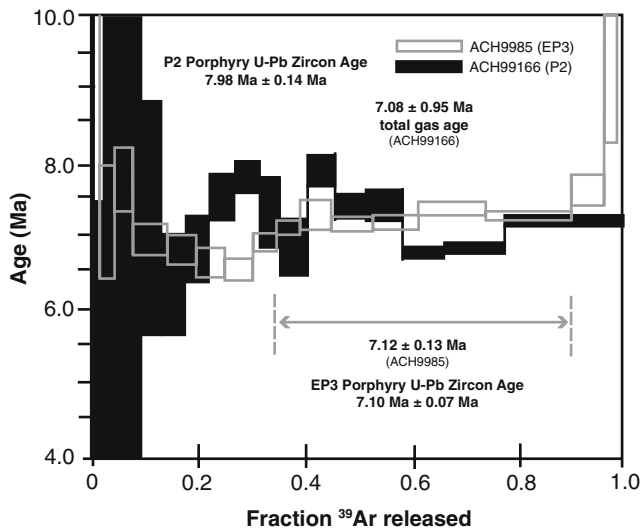 10.0
8.0
6.0
4.0
Age (Ma)
ACH9985 (EP3)
ACH99166 (P2)
P2 Porphyry U-Pb Zircon Age
7.98 Ma ± 0.14 Ma
7.08 ± 0.95 Ma
total gas age
(ACH99166)
7.12 ± 0.13 Ma
(ACH9985)
EP3 Porphyry U-Pb Zircon Age
7.10 Ma ± 0.07 Ma
0 0.2 0.4 0.6 0.8 1.0
Fraction ³⁹Ar released